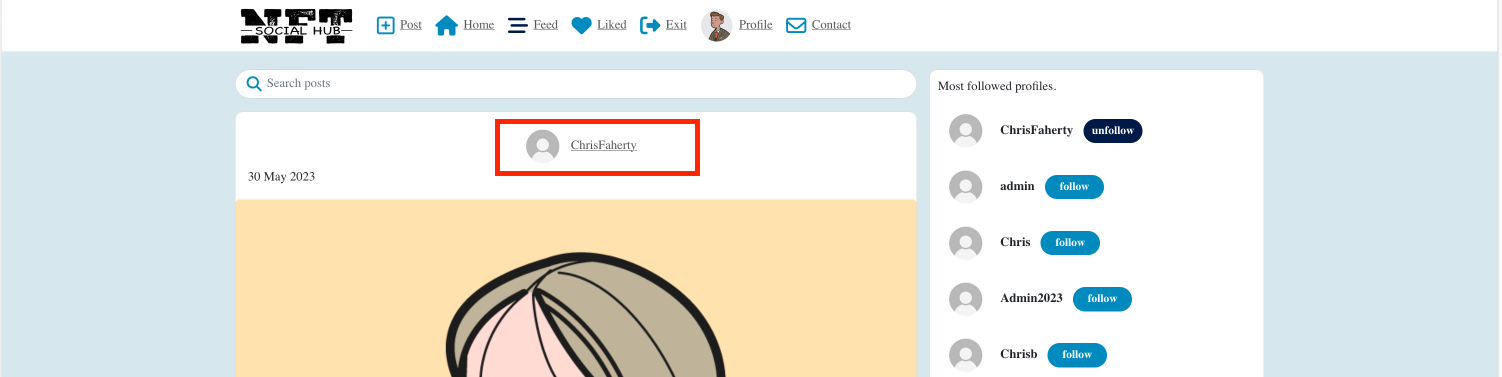 NFT
SOCIAL HUB
Post Home Feed Liked Exit Profile Contact
Search posts
ChrisFaherty
30 May 2023
Most followed profiles.
ChrisFaherty unfollow
admin follow
Chris follow
Admin2023 follow
Chrisb follow